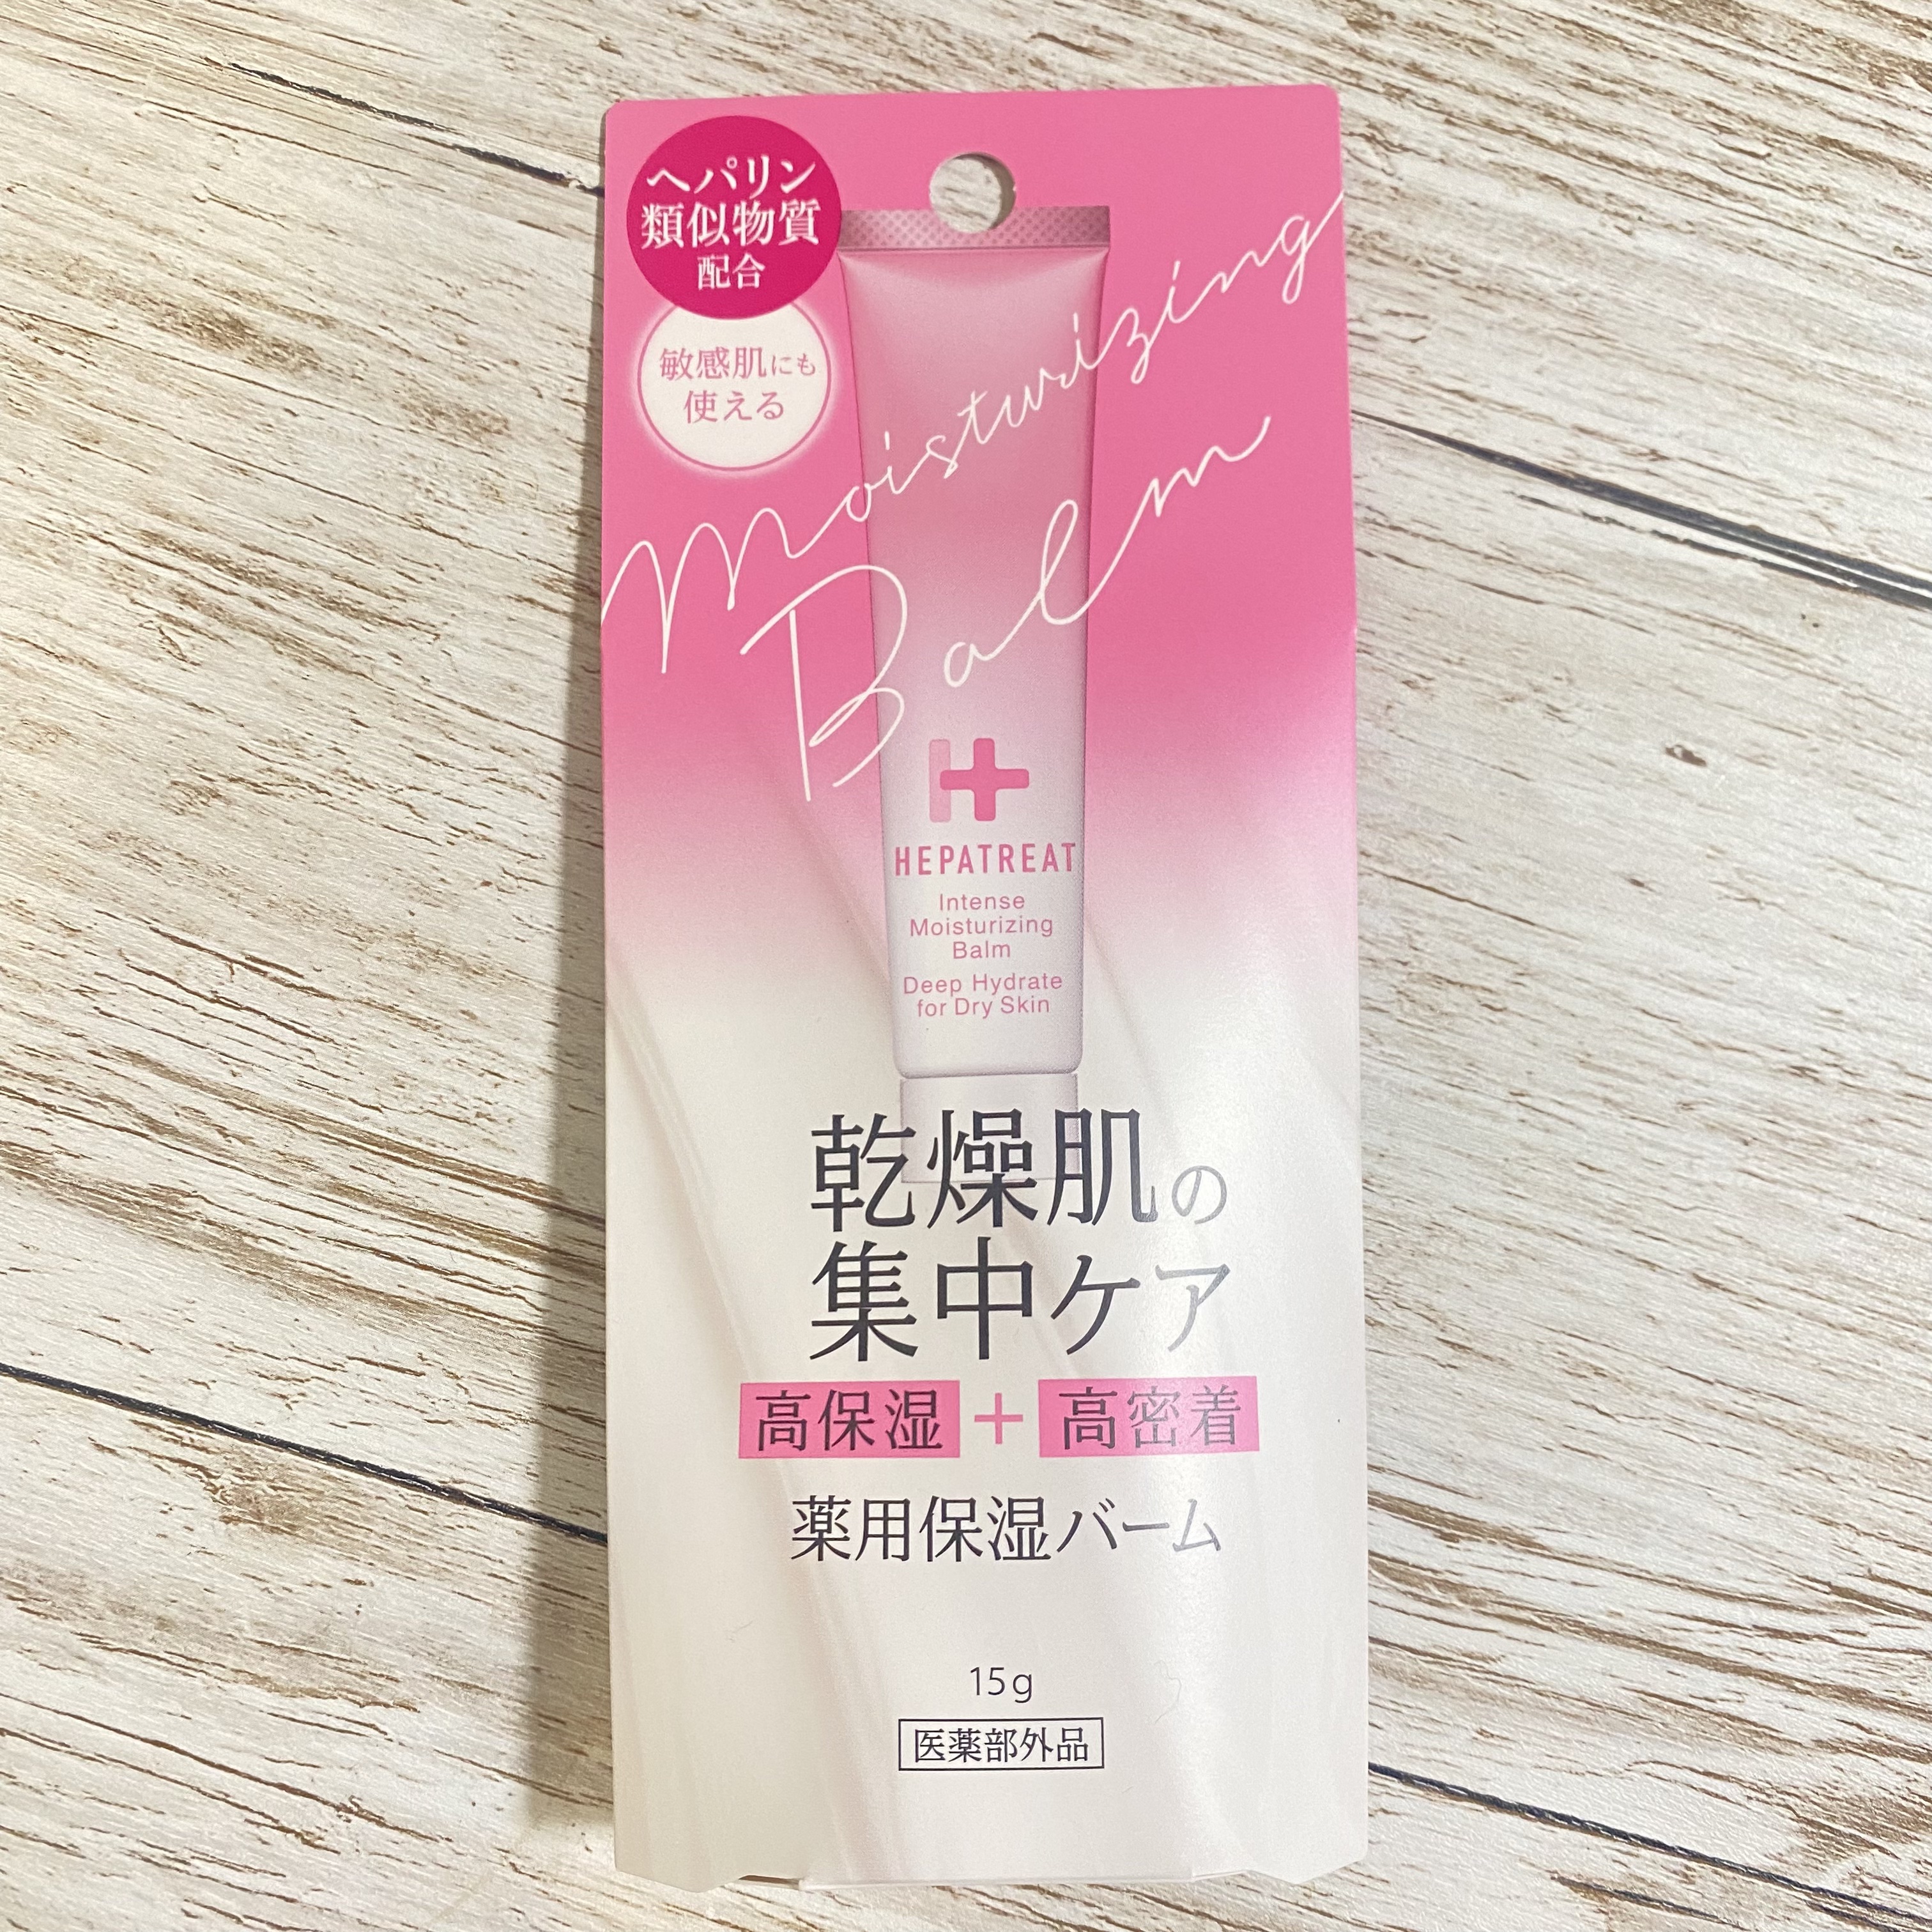 ヘパリン
類似物質
配合
敏感肌にも
使える
Moisturizing
Balm
HEPATREAT
Intense
Moisturizing
Balm
Deep Hydrate
for Dry Skin
乾燥肌の
集中ケア
高保湿+高密着
薬用保湿バーム
15g
医薬部外品